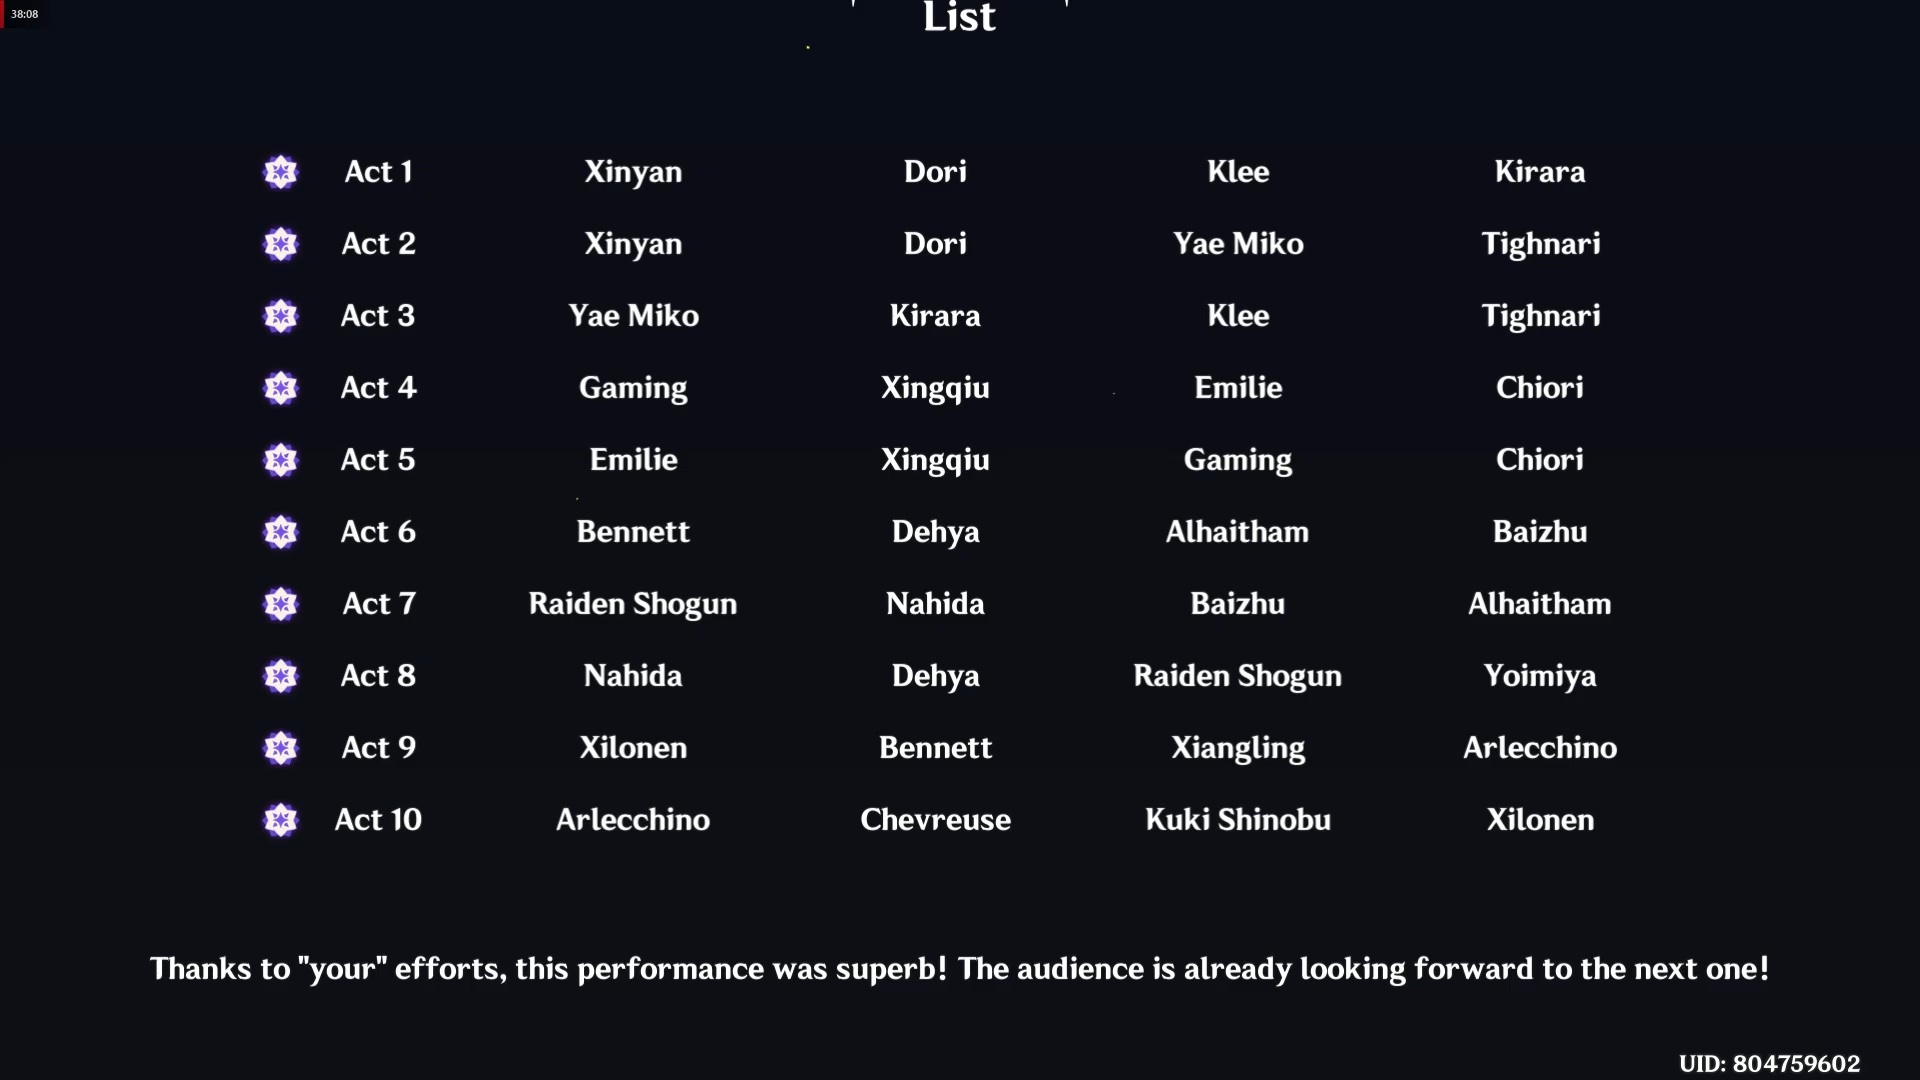 38:08
List
Act 1 Xinyan Dori Klee Kirara
Act 2 Xinyan Dori Yae Miko Tighnari
Act 3 Yae Miko Kirara Klee Tighnari
Act 4 Gaming Xingqiu Emilie Chiori
Act 5 Emilie Xingqiu Gaming Chiori
Act 6 Bennett Dehya Alhaitham Baizhu
Act 7 Raiden Shogun Nahida Baizhu Alhaitham
Act 8 Nahida Dehya Raiden Shogun Yoimiya
Act 9 Xilonen Bennett Xiangling Arlecchino
Act 10 Arlecchino Chevreuse Kuki Shinobu Xilonen
Thanks to "your" efforts, this performance was superb! The audience is already looking forward to the next one!
UID: 804759602